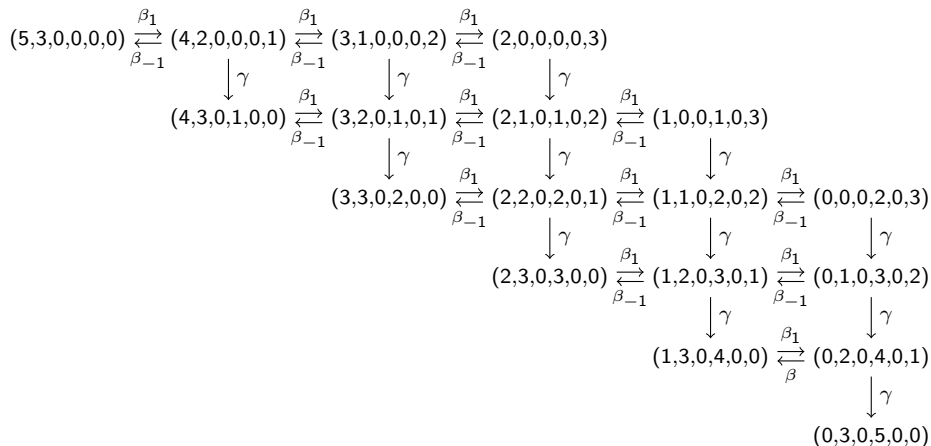 β₁ β₁ β₁
(5,3,0,0,0,0) ⇌ (4,2,0,0,0,1) ⇌ (3,1,0,0,0,2) ⇌ (2,0,0,0,0,3)
β₋₁ β₋₁ β₋₁
γ γ γ
β₁ β₁ β₁
(4,3,0,1,0,0) ⇌ (3,2,0,1,0,1) ⇌ (2,1,0,1,0,2) ⇌ (1,0,0,1,0,3)
β₋₁ β₋₁ β₋₁
γ γ γ
β₁ β₁ β₁
(3,3,0,2,0,0) ⇌ (2,2,0,2,0,1) ⇌ (1,1,0,2,0,2) ⇌ (0,0,0,2,0,3)
β₋₁ β₋₁ β₋₁
γ γ γ
β₁ β₁
(2,3,0,3,0,0) ⇌ (1,2,0,3,0,1) ⇌ (0,1,0,3,0,2)
β₋₁ β₋₁
γ γ
β₁
(1,3,0,4,0,0) ⇌ (0,2,0,4,0,1)
β
γ
(0,3,0,5,0,0)